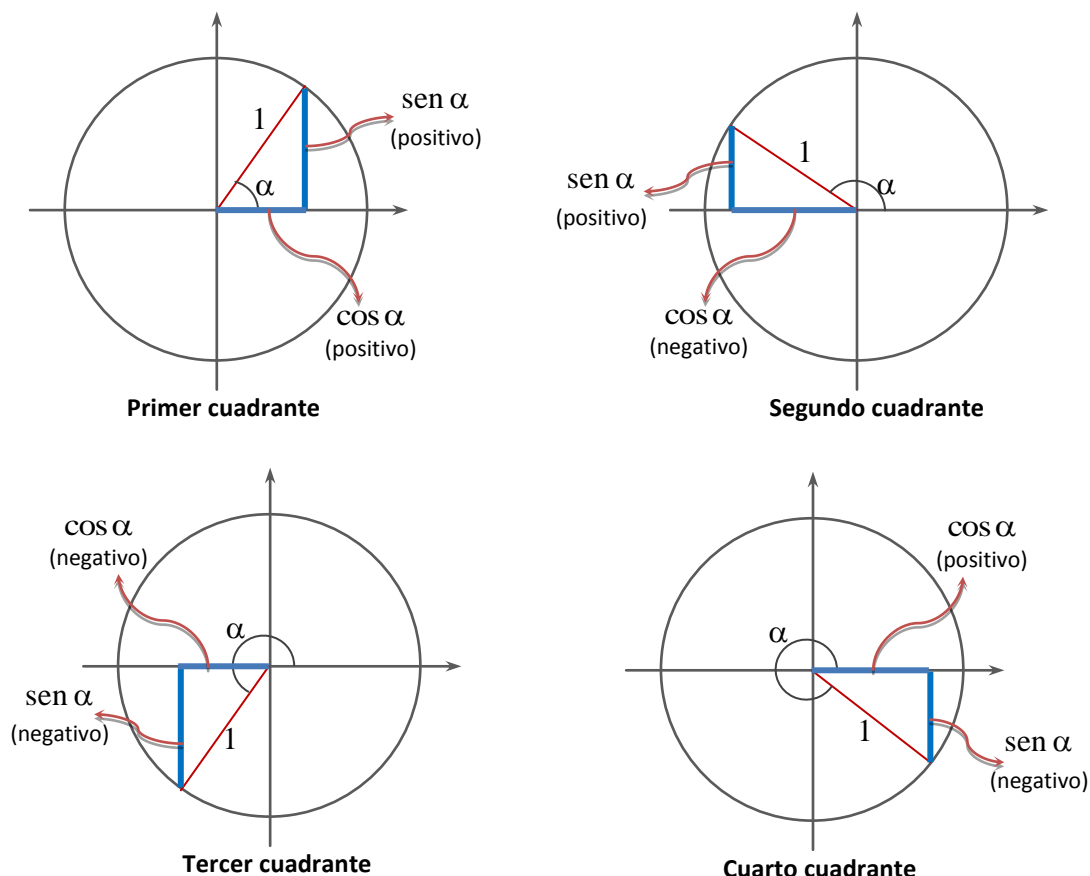 sen α
(positivo)
1
α
cos α
(positivo)
Primer cuadrante
1
α
sen α
(positivo)
cos α
(negativo)
Segundo cuadrante
cos α
(negativo)
α
sen α
(negativo)
1
Tercer cuadrante
cos α
(positivo)
α
1
sen α
(negativo)
Cuarto cuadrante